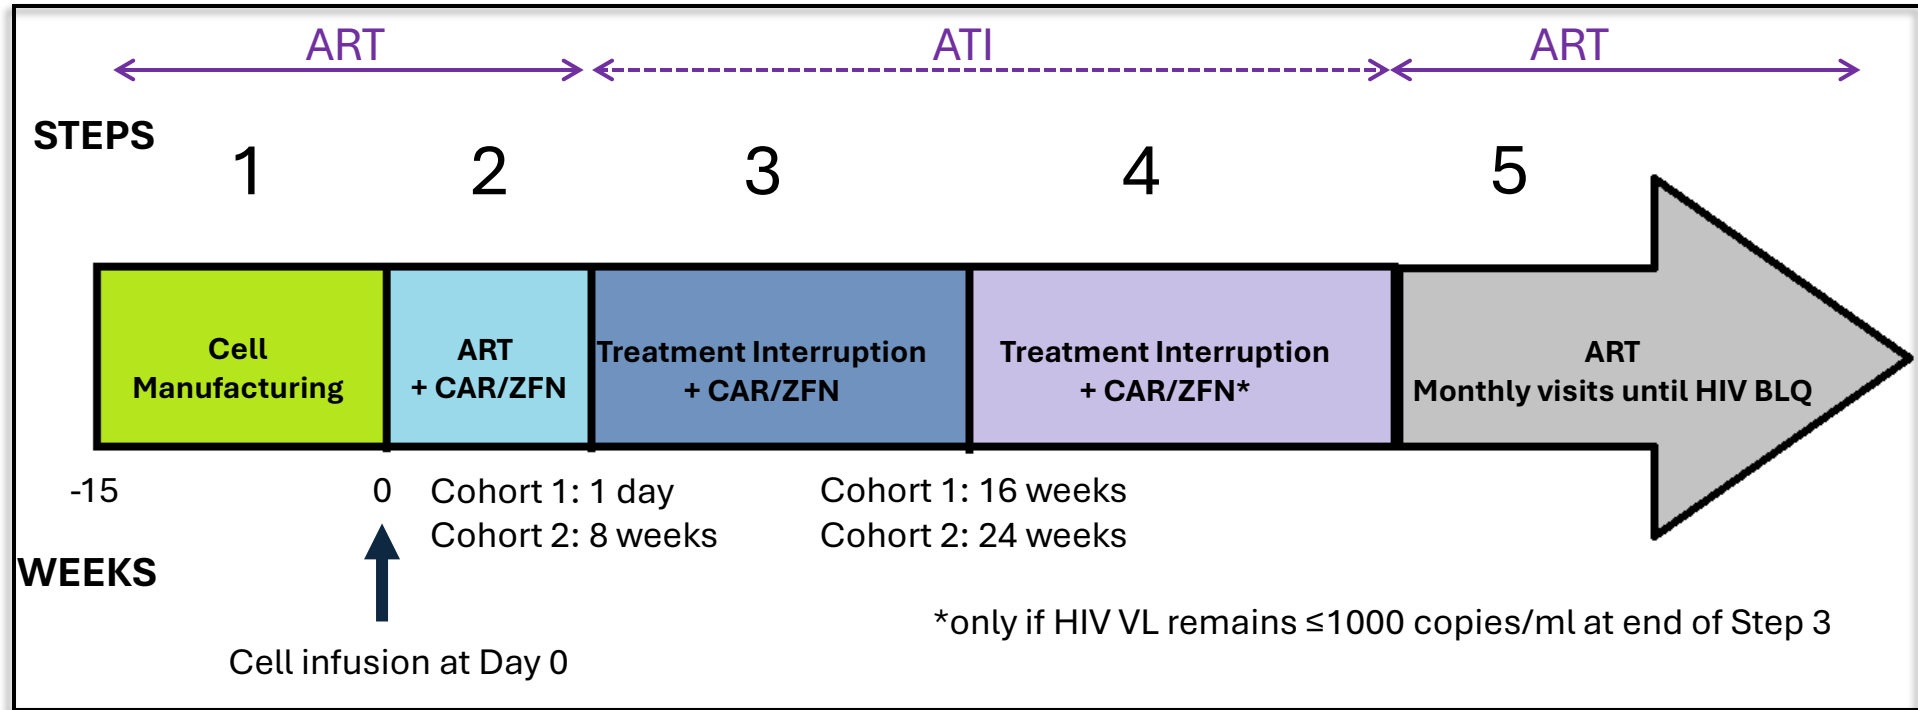 ART
ATI
ART
STEPS
1
2
3
4
5
Cell
Manufacturing
ART
+ CAR/ZFN
Treatment Interruption
+ CAR/ZFN
Treatment Interruption
+ CAR/ZFN*
ART
Monthly visits until HIV BLQ
-15
0
Cohort 1: 1 day
Cohort 2: 8 weeks
Cohort 1: 16 weeks
Cohort 2: 24 weeks
WEEKS
*only if HIV VL remains ≤1000 copies/ml at end of Step 3
Cell infusion at Day 0